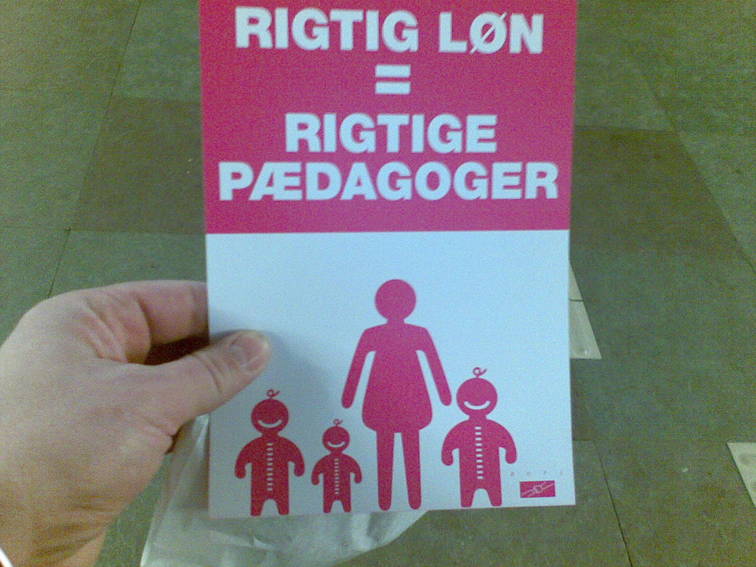 RIGTIG LØN
=
RIGTIGE
PÆDAGOGER